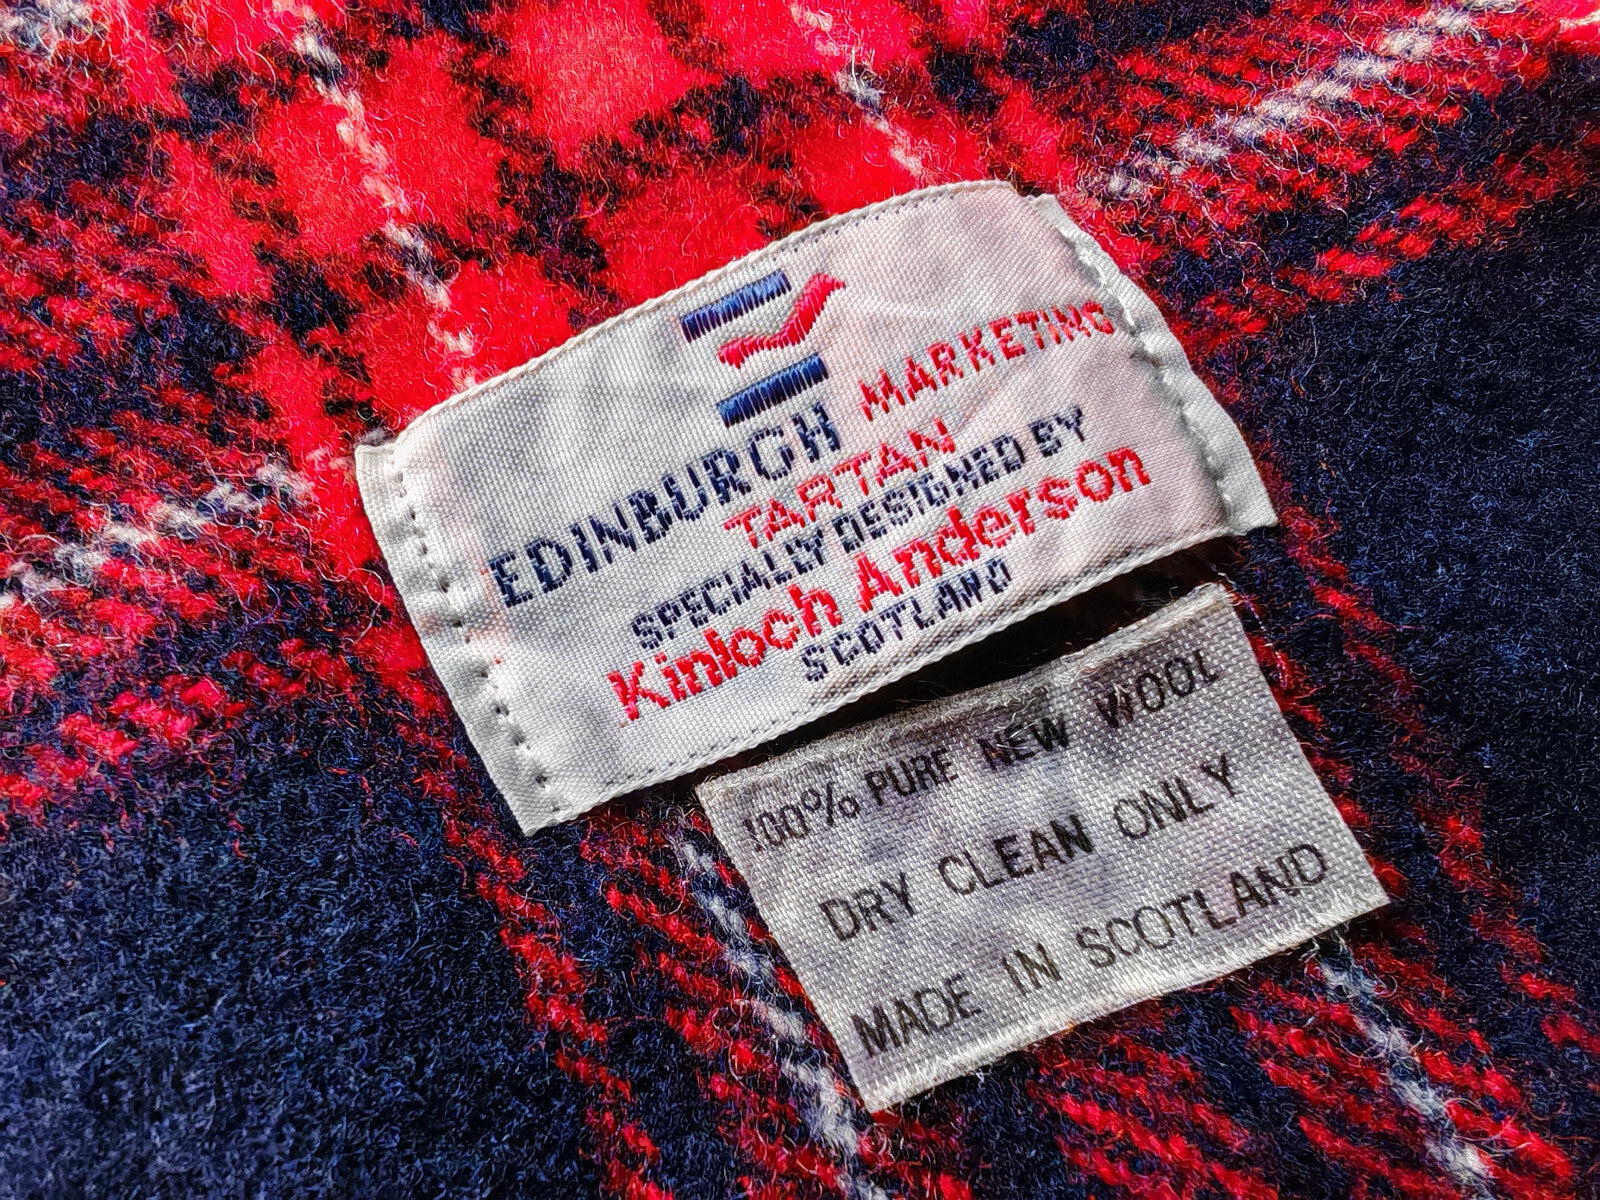 EDINBURGH MARKETING
TARTAN
SPECIALLY DESIGNED BY
Kinloch Anderson
SCOTLAND
100% PURE NEW WOOL
DRY CLEAN ONLY
MADE IN SCOTLAND